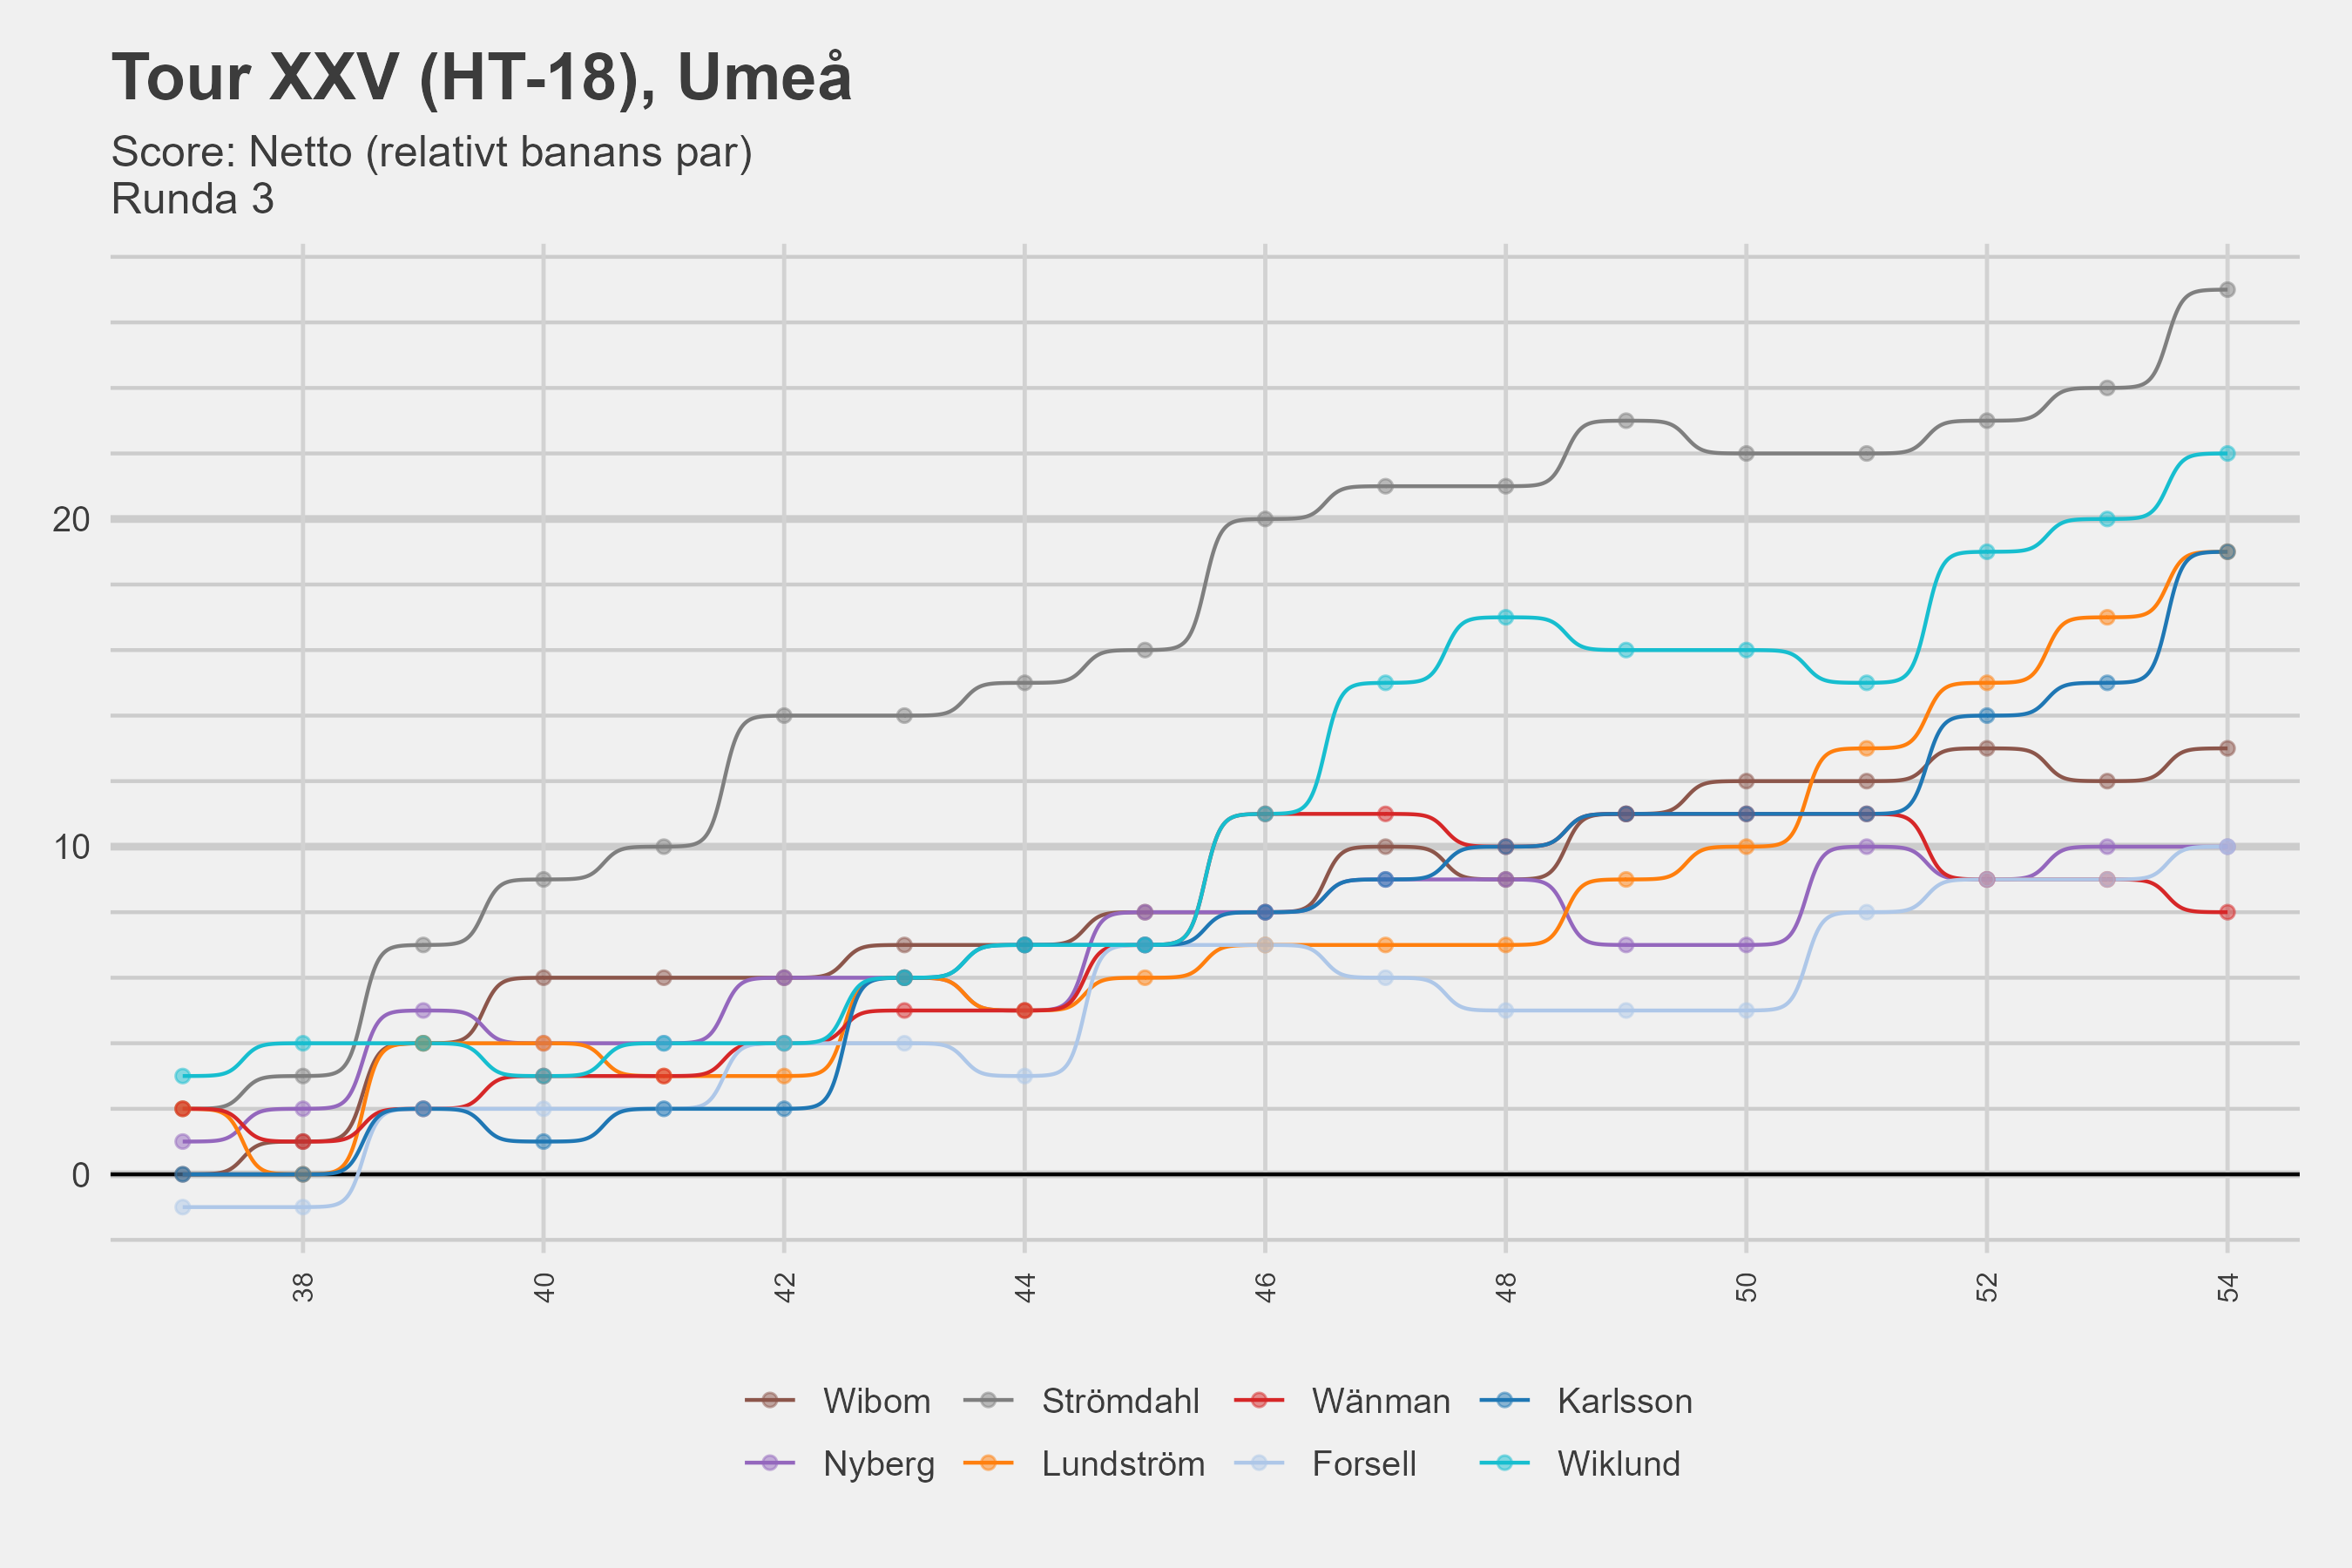 Tour XXV (HT-18), Umeå
Score: Netto (relativt banans par)
Runda 3
20
10
0
38 40 42 44 46 48 50 52 54
Wibom Strömdahl Wänman Karlsson
Nyberg Lundström Forsell Wiklund